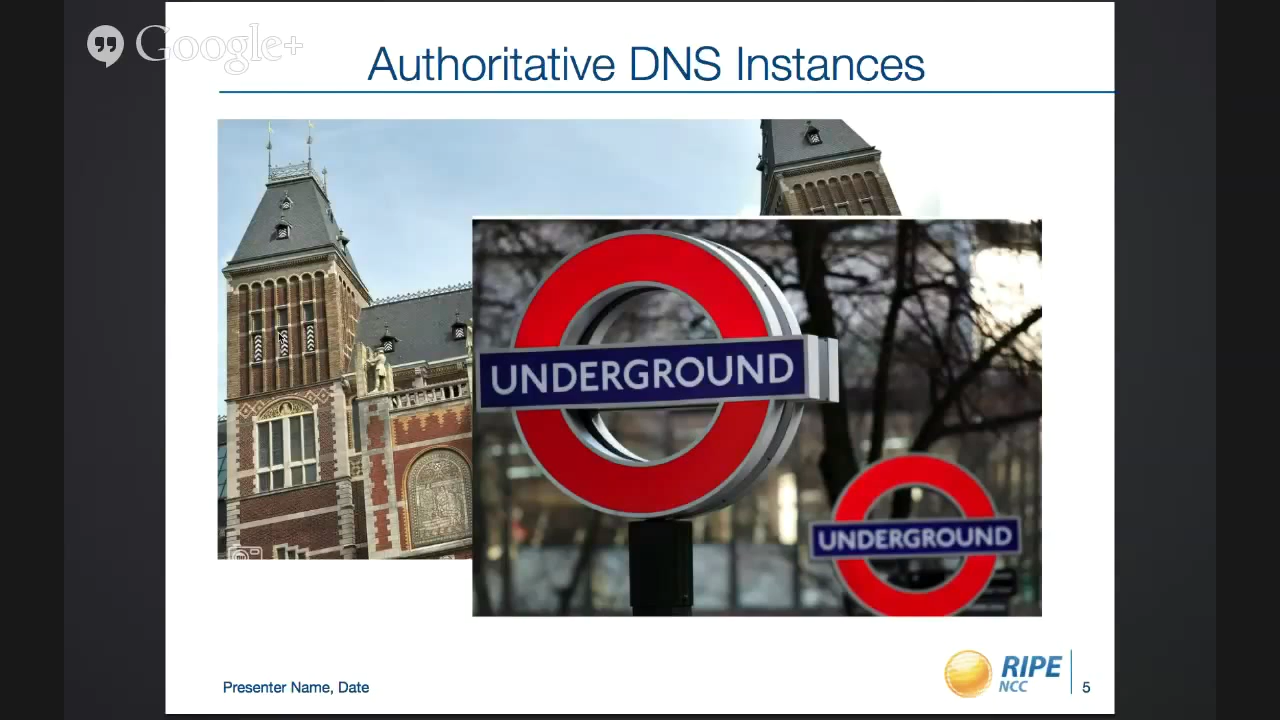 Google+
Authoritative DNS Instances
UNDERGROUND
UNDERGROUND
Presenter Name, Date
RIPE
NCC
5